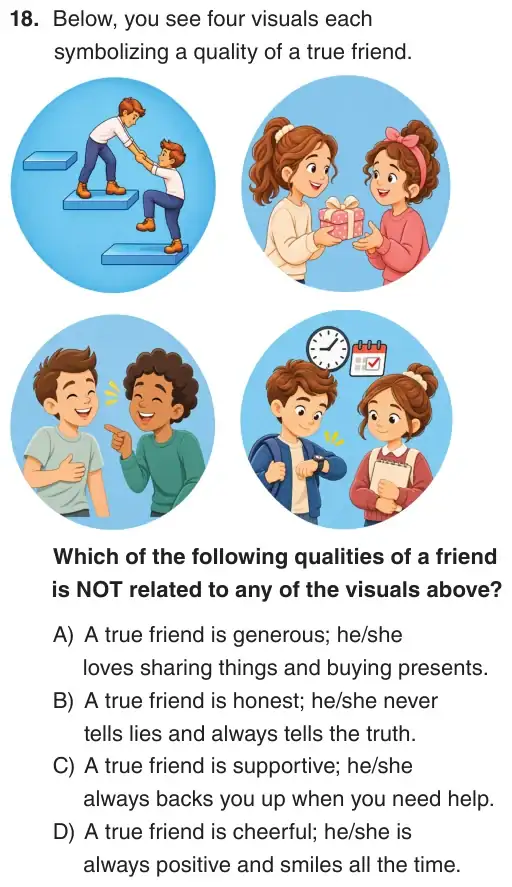 18. Below, you see four visuals each
symbolizing a quality of a true friend.
Which of the following qualities of a friend
is NOT related to any of the visuals above?
A) A true friend is generous; he/she
loves sharing things and buying presents.
B) A true friend is honest; he/she never
tells lies and always tells the truth.
C) A true friend is supportive; he/she
always backs you up when you need help.
D) A true friend is cheerful; he/she is
always positive and smiles all the time.